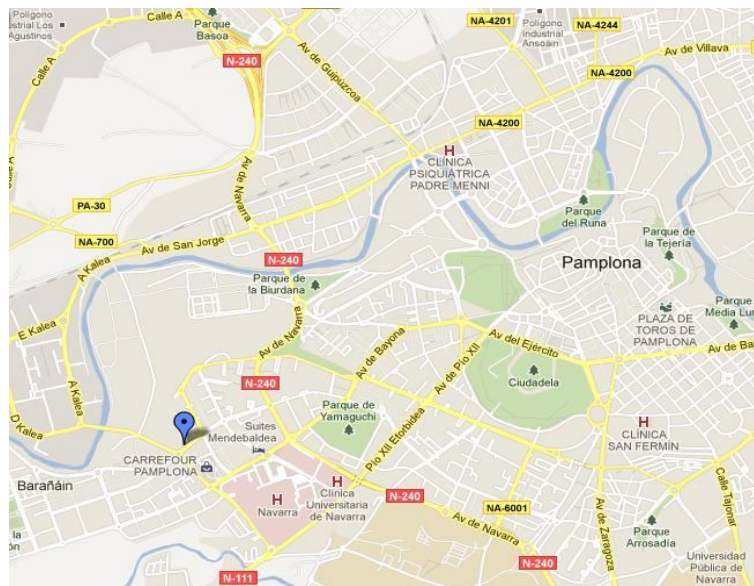 Polígono
Industrial Los
Agustinos
Calle A
Parque
Basoa
NA-4201
Polígono
Industrial
Ansoáin
NA-4244
Av de Villava
Calle A
N-240
Av de Guipúzcoa
NA-4200
NA-4200
H
CLÍNICA
PSIQUIÁTRICA
PADRE MENNI
Av de Navarra
PA-30
NA-700
Av de San Jorge
N-240
Parque
del Runa
Parque de
la Tejería
A Kalea
Parque de
la Biurdana
Pamplona
Parque
Media Lun
PLAZA DE
TOROS DE
PAMPLONA
E Kalea
Av de Navarra
Av de Bayona
Av del Ejército
Av de Pío XII
Av de Ba
A Kalea
N-240
Ciudadela
D Kalea
Suites
Mendebaldea
Parque de
Yamaguchi
Pío XII Etorbidea
H
CLÍNICA
SAN FERMÍN
CARREFOUR
PAMPLONA
Barañáin
H
Navarra
H
Clínica
Universitaria
de Navarra
N-240
NA-6001
Calle Tajonar
de la
ón
Av de Navarra
Av de Zaragoza
Parque
Arrosadía
N-111
N-240
Universidad
Pública de
Navarra